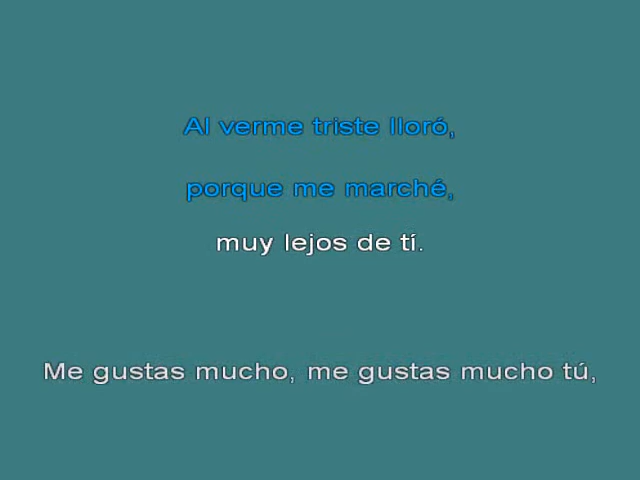 Al verme triste lloró,
porque me marché,
muy lejos de tí.
Me gustas mucho, me gustas mucho tú,